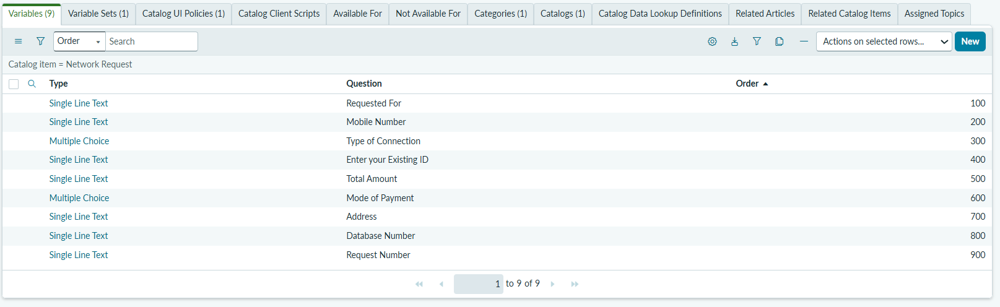 Variables (9) Variable Sets (1) Catalog UI Policies (1) Catalog Client Scripts Available For Not Available For Categories (1) Catalogs (1) Catalog Data Lookup Definitions Related Articles Related Catalog Items Assigned Topics
Order Search Actions on selected rows... New
Catalog item = Network Request
Type Question Order
Single Line Text Requested For 100
Single Line Text Mobile Number 200
Multiple Choice Type of Connection 300
Single Line Text Enter your Existing ID 400
Single Line Text Total Amount 500
Multiple Choice Mode of Payment 600
Single Line Text Address 700
Single Line Text Database Number 800
Single Line Text Request Number 900
1 to 9 of 9